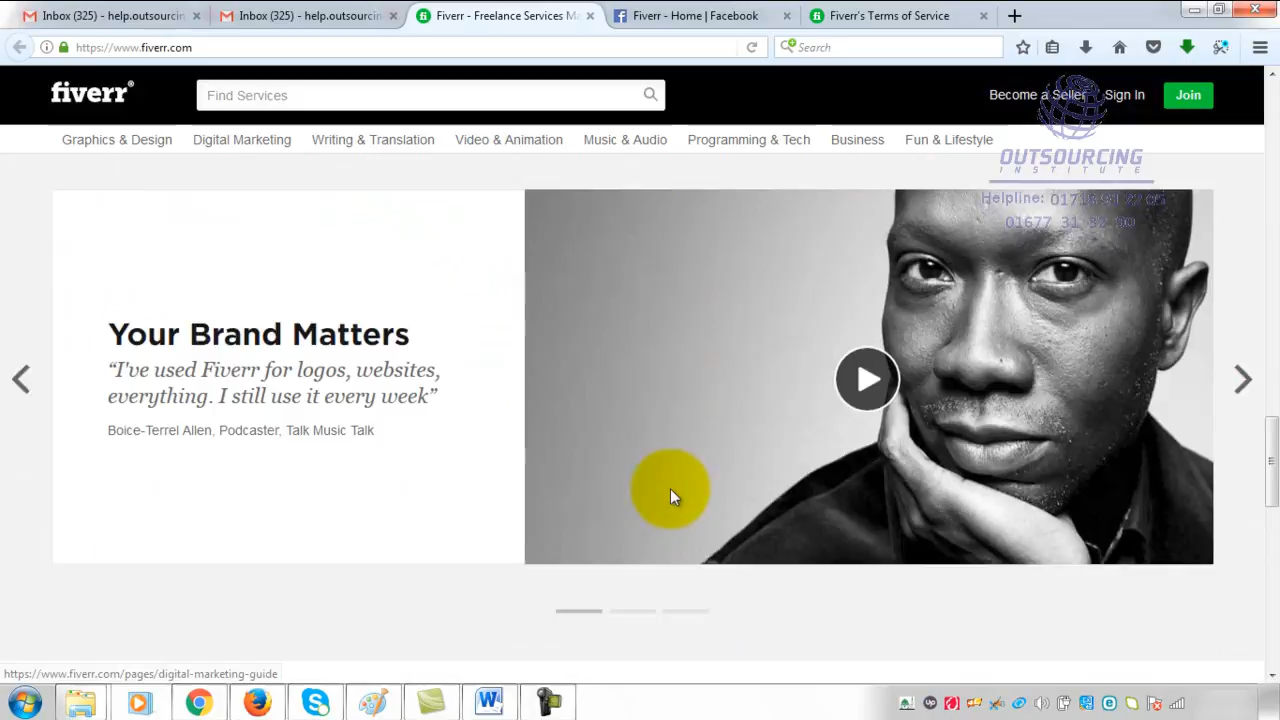 Inbox (325) - help.outsourcin
Inbox (325) - help.outsourcin
Fiverr - Freelance Services Ma
Fiverr - Home | Facebook
Fiverr's Terms of Service
https://www.fiverr.com
Search
fiverr®
Find Services
Become a Seller
Sign In
Join
Graphics & Design
Digital Marketing
Writing & Translation
Video & Animation
Music & Audio
Programming & Tech
Business
Fun & Lifestyle
OUTSOURCING
INSTITUTE
Helpline:
Your Brand Matters
“I've used Fiverr for logos, websites,
everything. I still use it every week”
Boice-Terrel Allen, Podcaster, Talk Music Talk
https://www.fiverr.com/pages/digital-marketing-guide